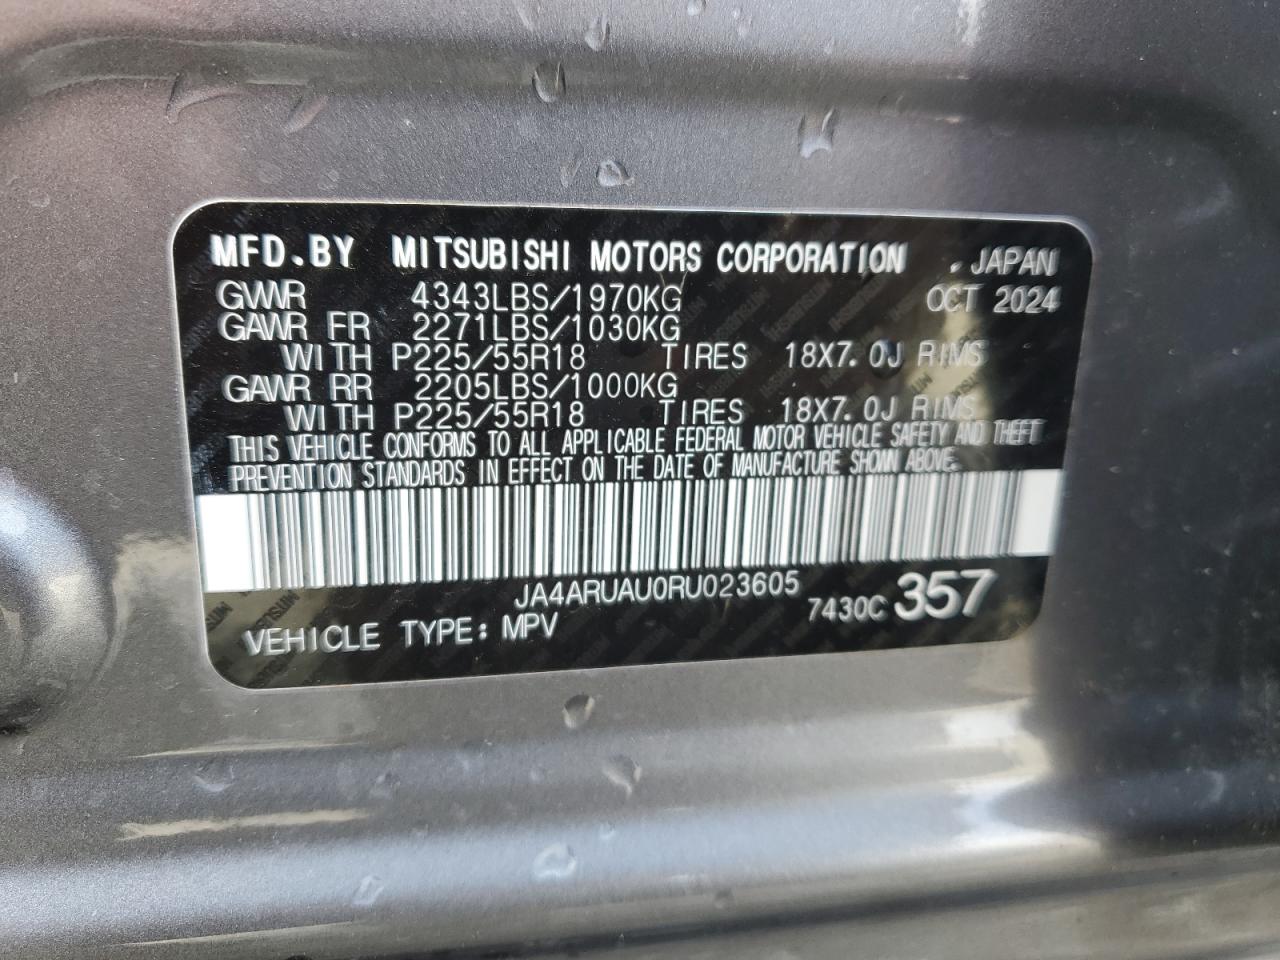 MFD.BY MITSUBISHI MOTORS CORPORATION , JAPAN
GVWR 4343LBS/1970KG OCT 2024
GAWR FR 2271LBS/1030KG
WITH P225/55R18 TIRES 18X7.0J RIMS
GAWR RR 2205LBS/1000KG
WITH P225/55R18 TIRES 18X7.0J RIMS
THIS VEHICLE CONFORMS TO ALL APPLICABLE FEDERAL MOTOR VEHICLE SAFETY AND THEFT
PREVENTION STANDARDS IN EFFECT ON THE DATE OF MANUFACTURE SHOWN ABOVE.
JA4ARUAU0RU023605
VEHICLE TYPE: MPV 7430C 357